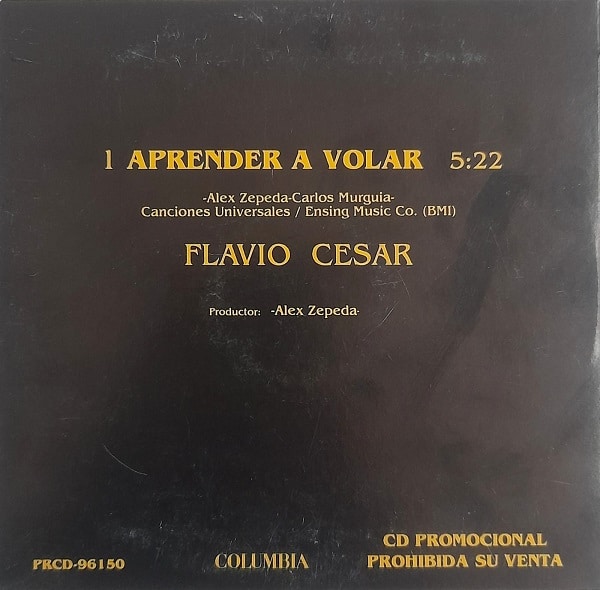 1 APRENDER A VOLAR 5:22
-Alex Zepeda-Carlos Murguia-
Canciones Universales / Ensing Music Co. (BMI)
FLAVIO CESAR
Productor: -Alex Zepeda-
CD PROMOCIONAL
PRCD-96150 COLUMBIA PROHIBIDA SU VENTA